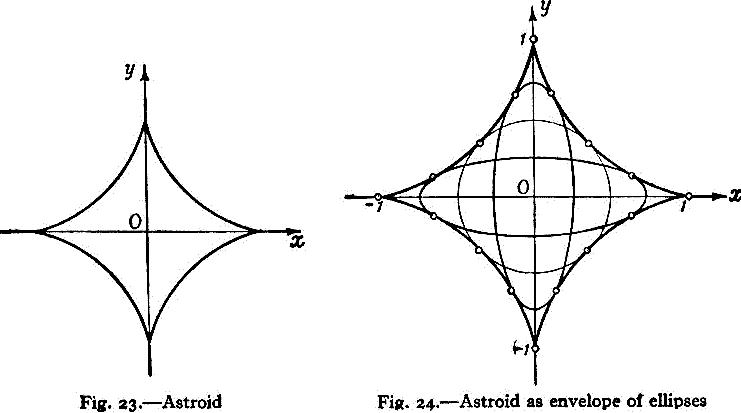 y
O
x
Fig. 23.—Astroid
y
1
O
x
-1
1
-1
Fig. 24.—Astroid as envelope of ellipses